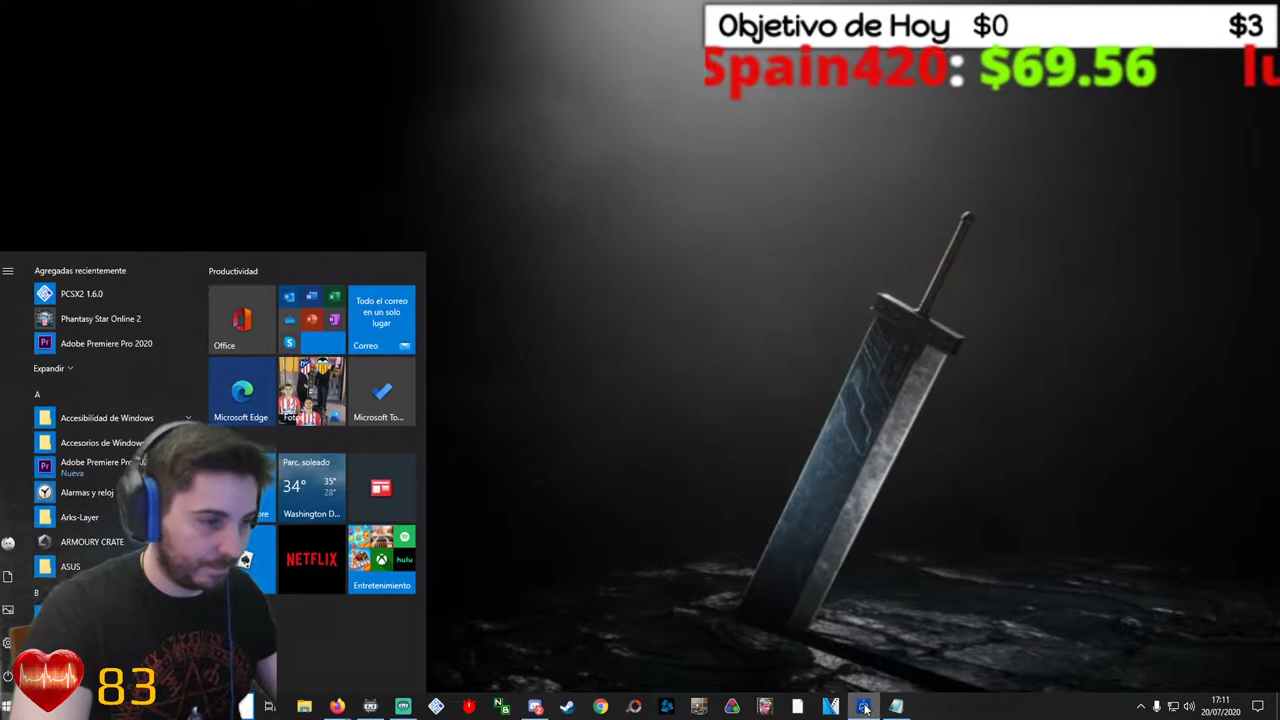 Objetivo de Hoy $0 $3
Spain420: $69.56 lu
Agregadas recientemente
Productividad
PCSX2 1.6.0
Phantasy Star Online 2
Adobe Premiere Pro 2020
Todo el correo
en un solo
lugar
Office
Correo
Expandir
A
Microsoft Edge
Foto
Microsoft To...
Accesibilidad de Windows
Accesorios de Window
Adobe Premiere Pr
Nueva
Parc. soleado
34° 35°
28°
Washington D...
Alarmas y reloj
Arks-Layer
ARMOURY CRATE
NETFLIX
hulu
ASUS
Entretenimiento
B
83
17:11
20/07/2020